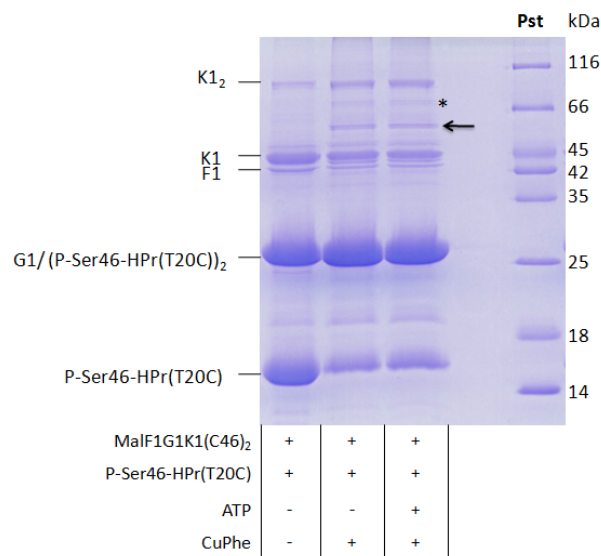 Pst kDa
K1₂
116
*
66
K1
45
F1
42
35
G1/ (P-Ser46-HPr(T20C))₂
25
18
P-Ser46-HPr(T20C)
14
MalF1G1K1(C46)₂ + + +
P-Ser46-HPr(T20C) + + +
ATP - - +
CuPhe - + +